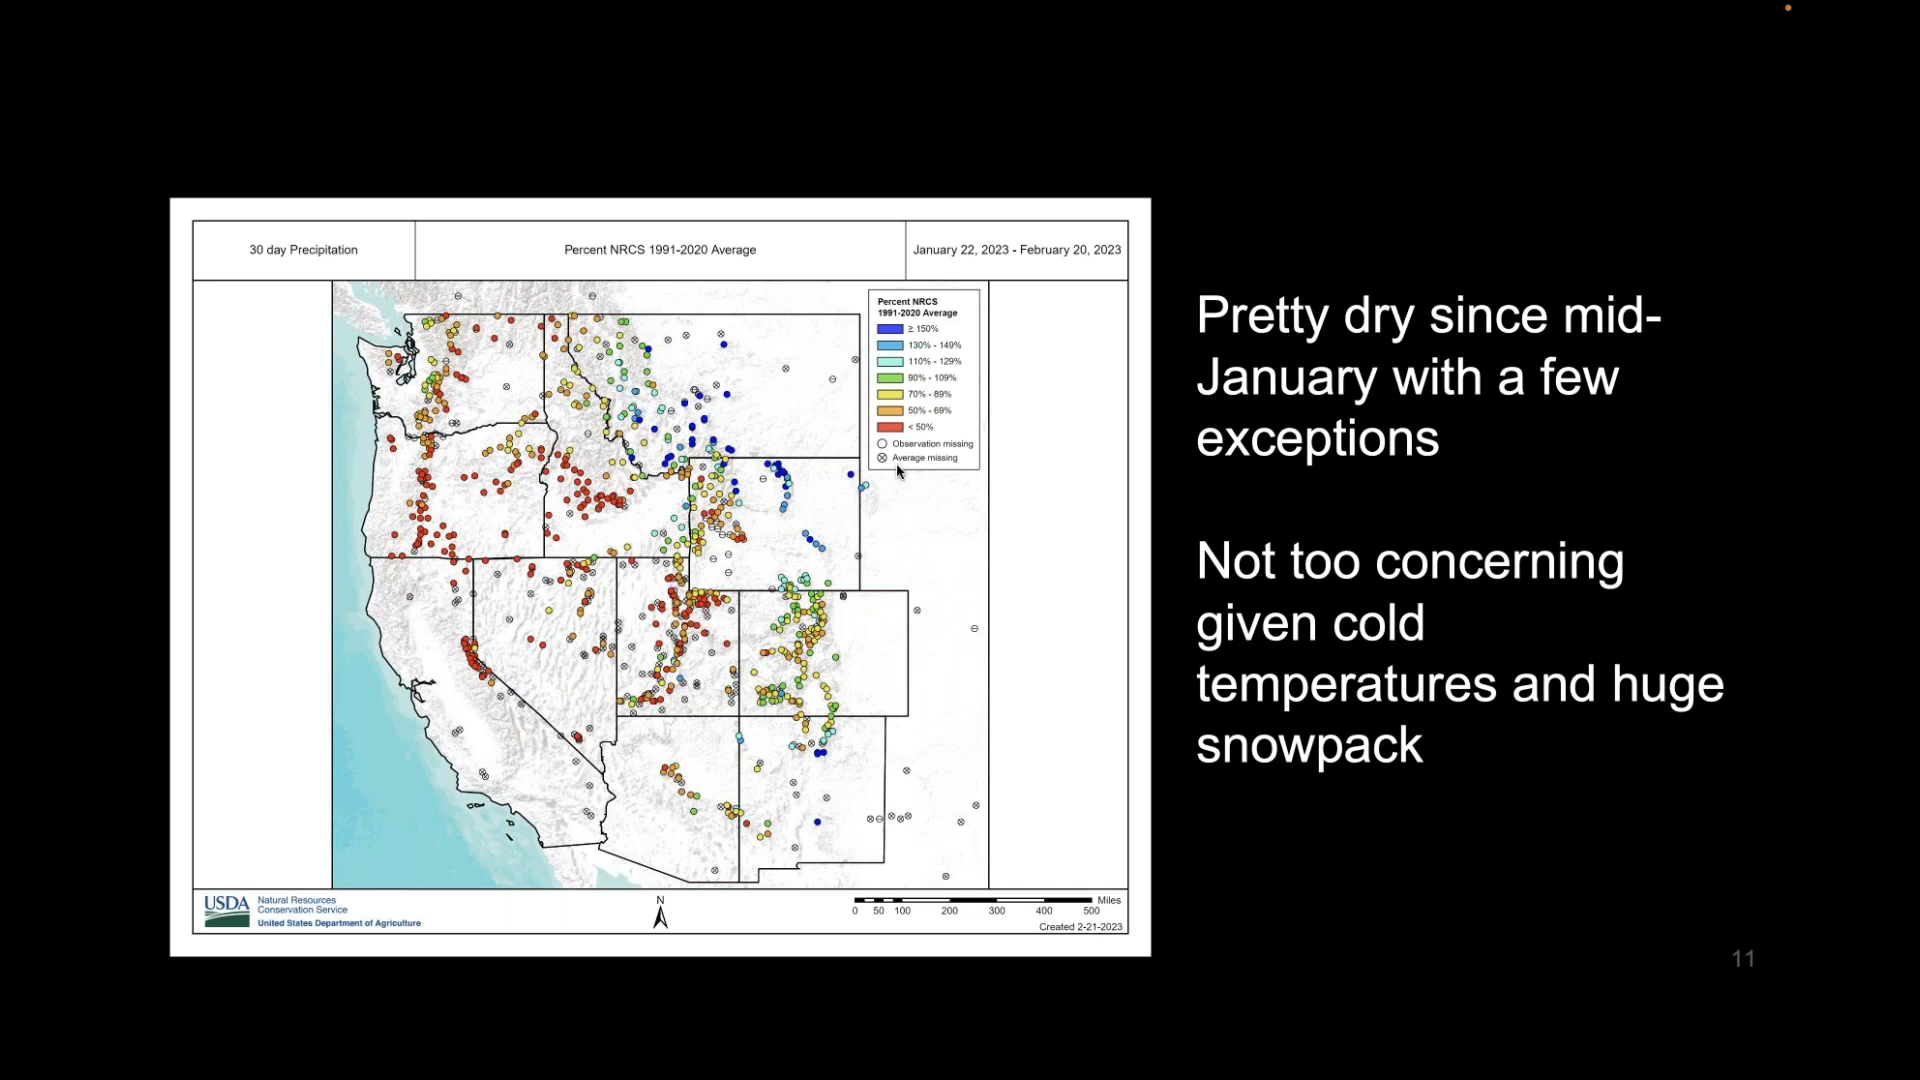 30 day Precipitation
Percent NRCS 1991-2020 Average
January 22, 2023 - February 20, 2023
Percent NRCS
1991-2020 Average
≥ 150%
130% - 149%
110% - 129%
90% - 109%
70% - 89%
50% - 69%
< 50%
Observation missing
Average missing
USDA
Natural Resources
Conservation Service
United States Department of Agriculture
N
Miles
0 50 100 200 300 400 500
Created 2-21-2023
Pretty dry since mid-
January with a few
exceptions
Not too concerning
given cold
temperatures and huge
snowpack
11